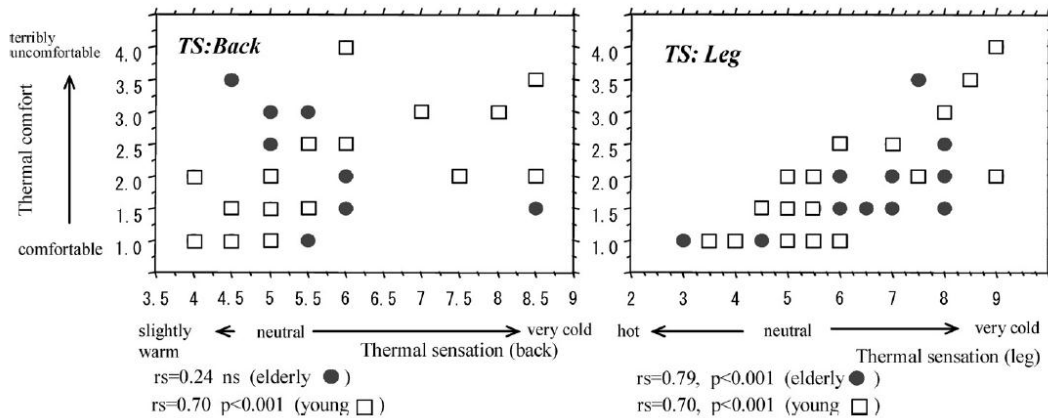 terribly
uncomfortable
Thermal comfort
comfortable
TS:Back
4.0
3.5
3.0
2.5
2.0
1.5
1.0
3.5 4 4.5 5 5.5 6 6.5 7 7.5 8 8.5 9
slightly
warm
neutral
very cold
Thermal sensation (back)
rs=0.24 ns (elderly ●)
rs=0.70 p<0.001 (young □)
TS: Leg
4.0
3.5
3.0
2.5
2.0
1.5
1.0
2 3 4 5 6 7 8 9
hot
neutral
very cold
Thermal sensation (leg)
rs=0.79, p<0.001 (elderly ●)
rs=0.70, p<0.001 (young □)